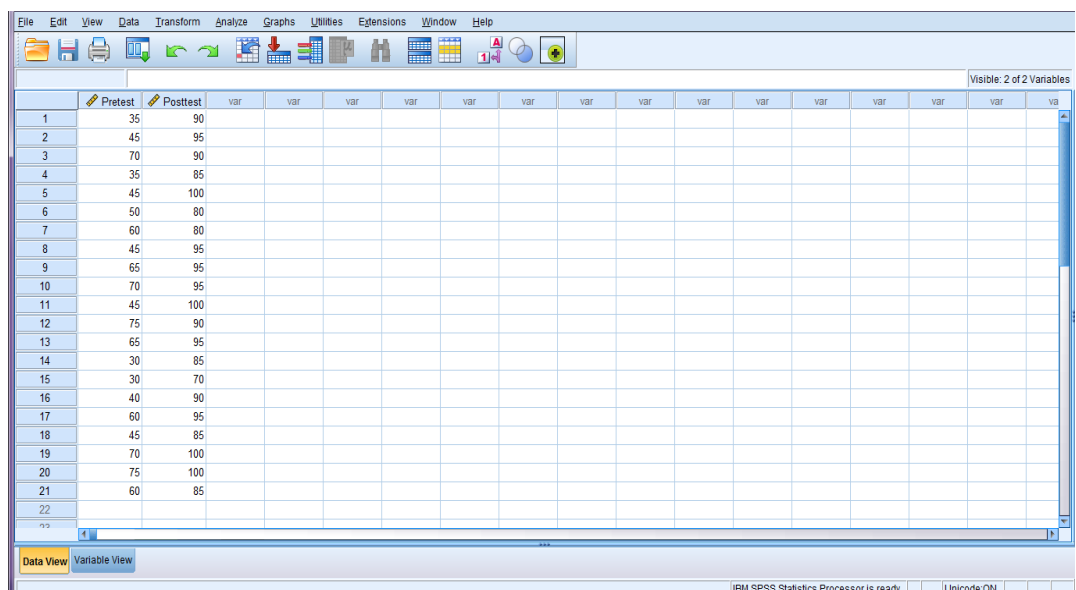 File Edit View Data Transform Analyze Graphs Utilities Extensions Window Help
Visible: 2 of 2 Variables
Pretest Posttest var var var var var var var var var var var var var va
1 35 90
2 45 95
3 70 90
4 35 85
5 45 100
6 50 80
7 60 80
8 45 95
9 65 95
10 70 95
11 45 100
12 75 90
13 65 95
14 30 85
15 30 70
16 40 90
17 60 95
18 45 85
19 70 100
20 75 100
21 60 85
22
23
Data View Variable View
IBM SPSS Statistics Processor is ready Unicode:ON